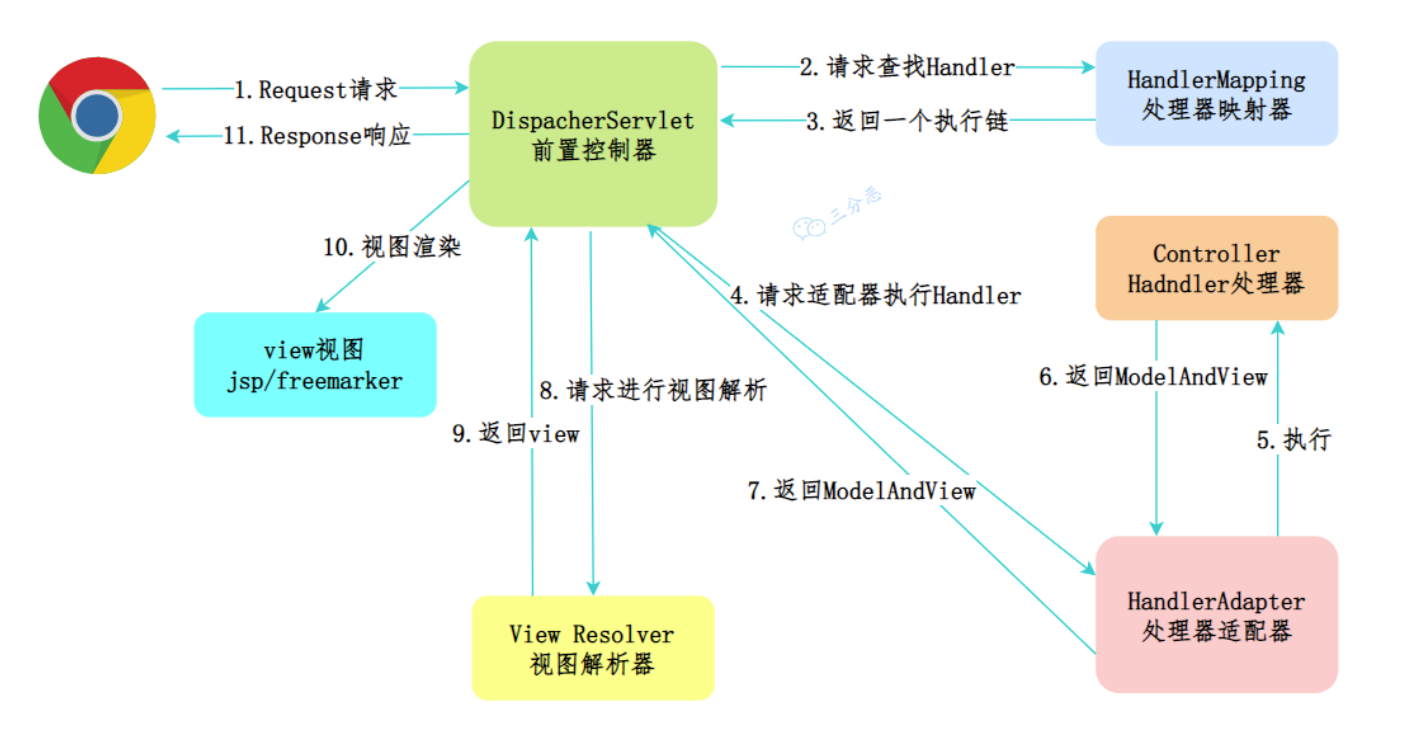 1.Request请求
11.Response响应
DispacherServlet
前置控制器
2.请求查找Handler
3.返回一个执行链
HandlerMapping
处理器映射器
三分恶
Controller
Hadndler处理器
10.视图渲染
4.请求适配器执行Handler
view视图
jsp/freemarker
8.请求进行视图解析
9.返回view
6.返回ModelAndView
5.执行
7.返回ModelAndView
View Resolver
视图解析器
HandlerAdapter
处理器适配器